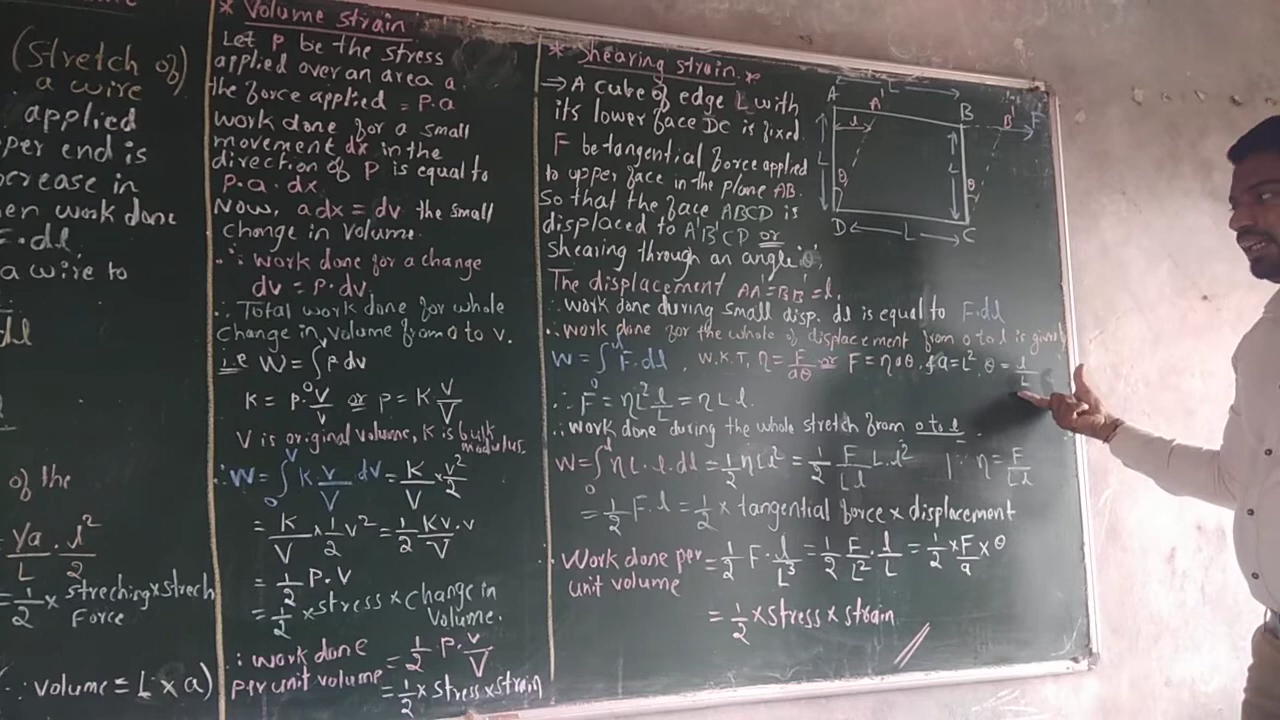 (Stretch of)
a wire
applied
per end is
crease in
en work done
F.dl
a wire to
dl
of the
Ya/L · l²/2
= 1/2 × streching × strech
Force
(∵ volume = L × a)
* Volume strain
Let P be the stress
applied over an area a.
the force applied = P.a
work done for a small
movement dx in the
direction of P is equal to
P.a.dx.
Now, a dx = dv the small
change in volume.
∴ work done for a change
dv = P.dv.
∴ Total work done for whole
change in volume from 0 to v.
i.e W = ∫₀ᵛ P dv
K = P. V/v or P = K. v/V
V is original volume, K is bulk
modulus.
∴ W = ∫₀ᵛ K v/V dv = K/V × v²/2
= K/V × 1/2 v² = 1/2 Kv/V . v
= 1/2 P.V
= 1/2 × stress × change in
volume.
∴ work done
per unit volume = 1/2 P. v/V
= 1/2 × stress × strain
* Shearing strain *
⇒ A cube of edge L with
its lower face DC is fixed.
F be tangential force applied
to upper face in the plane AB.
So that the face ABCD is
displaced to A'B'CD or
Shearing through an angle 'θ',
The displacement AA' = BB' = l,
∴ work done during small disp. dl is equal to F.dl
∴ work done for the whole of displacement from 0 to l is given by
W = ∫₀ˡ F.dl , W.K.T, η = F/aθ or F = ηaθ, & a = L², θ = l/L
∴ F = ηL² l/L = ηLl.
∴ work done during the whole stretch from 0 to l.
W = ∫₀ˡ ηL.l.dl = 1/2 ηLl² = 1/2 F/Ll L.l² | ∵ η = F/Ll
= 1/2 F.l = 1/2 × tangential force × displacement
∴ Work done per
unit volume = 1/2 F. l/L³ = 1/2 F/L² . l/L = 1/2 × F/a × θ
= 1/2 × stress × strain
L
A A' B B' F
l
L L
θ θ
D L C